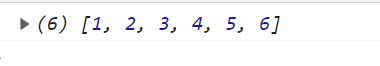 ▶(6) [1, 2, 3, 4, 5, 6]